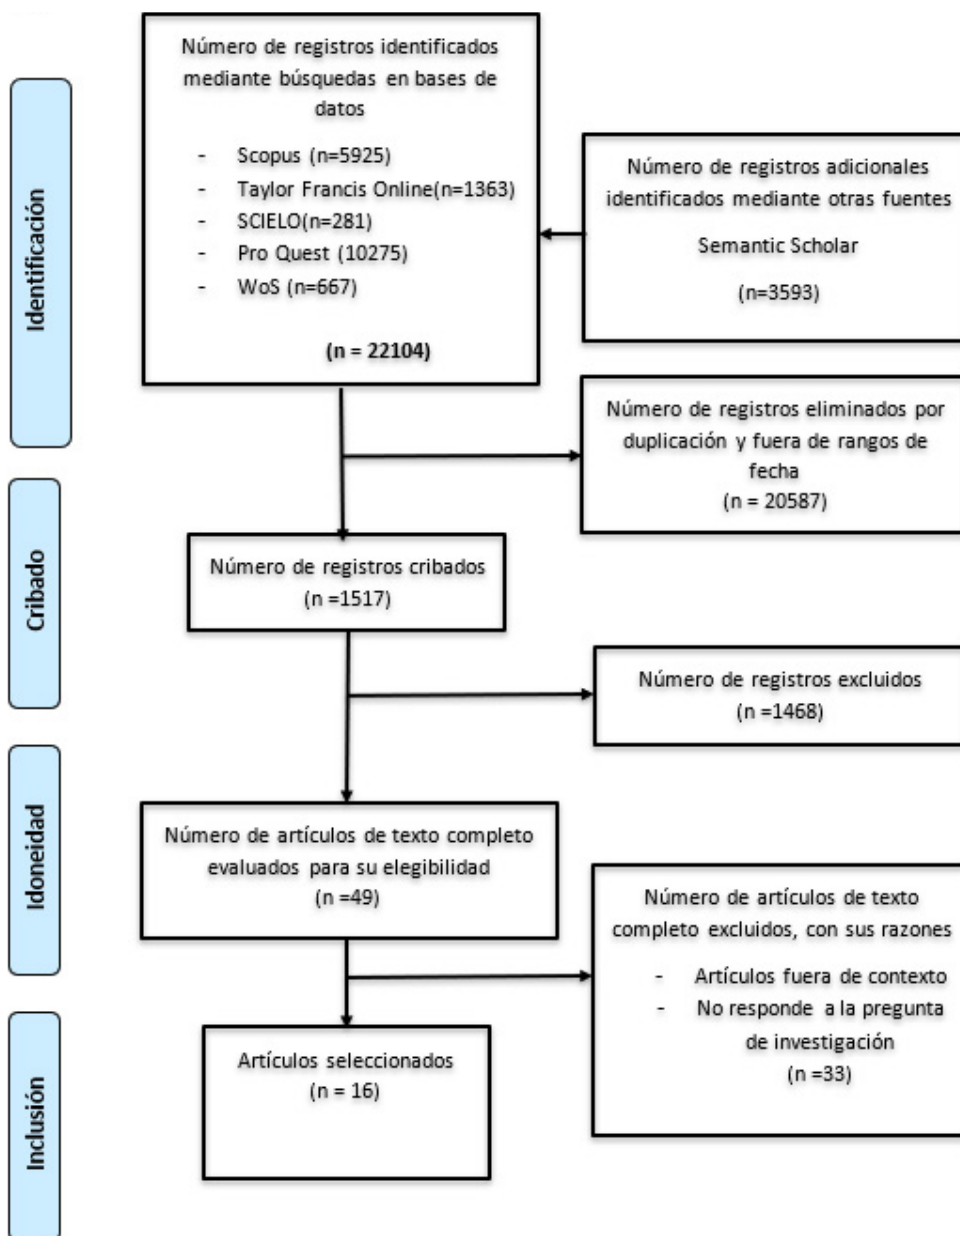 Identificación
Número de registros identificados
mediante búsquedas en bases de
datos
- Scopus (n=5925)
- Taylor Francis Online(n=1363)
- SCIELO(n=281)
- Pro Quest (10275)
- WoS (n=667)
(n = 22104)
Número de registros adicionales
identificados mediante otras fuentes
Semantic Scholar
(n=3593)
Número de registros eliminados por
duplicación y fuera de rangos de
fecha
(n = 20587)
Cribado
Número de registros cribados
(n =1517)
Número de registros excluidos
(n =1468)
Idoneidad
Número de artículos de texto completo
evaluados para su elegibilidad
(n =49)
Número de artículos de texto
completo excluidos, con sus razones
- Artículos fuera de contexto
- No responde a la pregunta
de investigación
(n =33)
Inclusión
Artículos seleccionados
(n = 16)